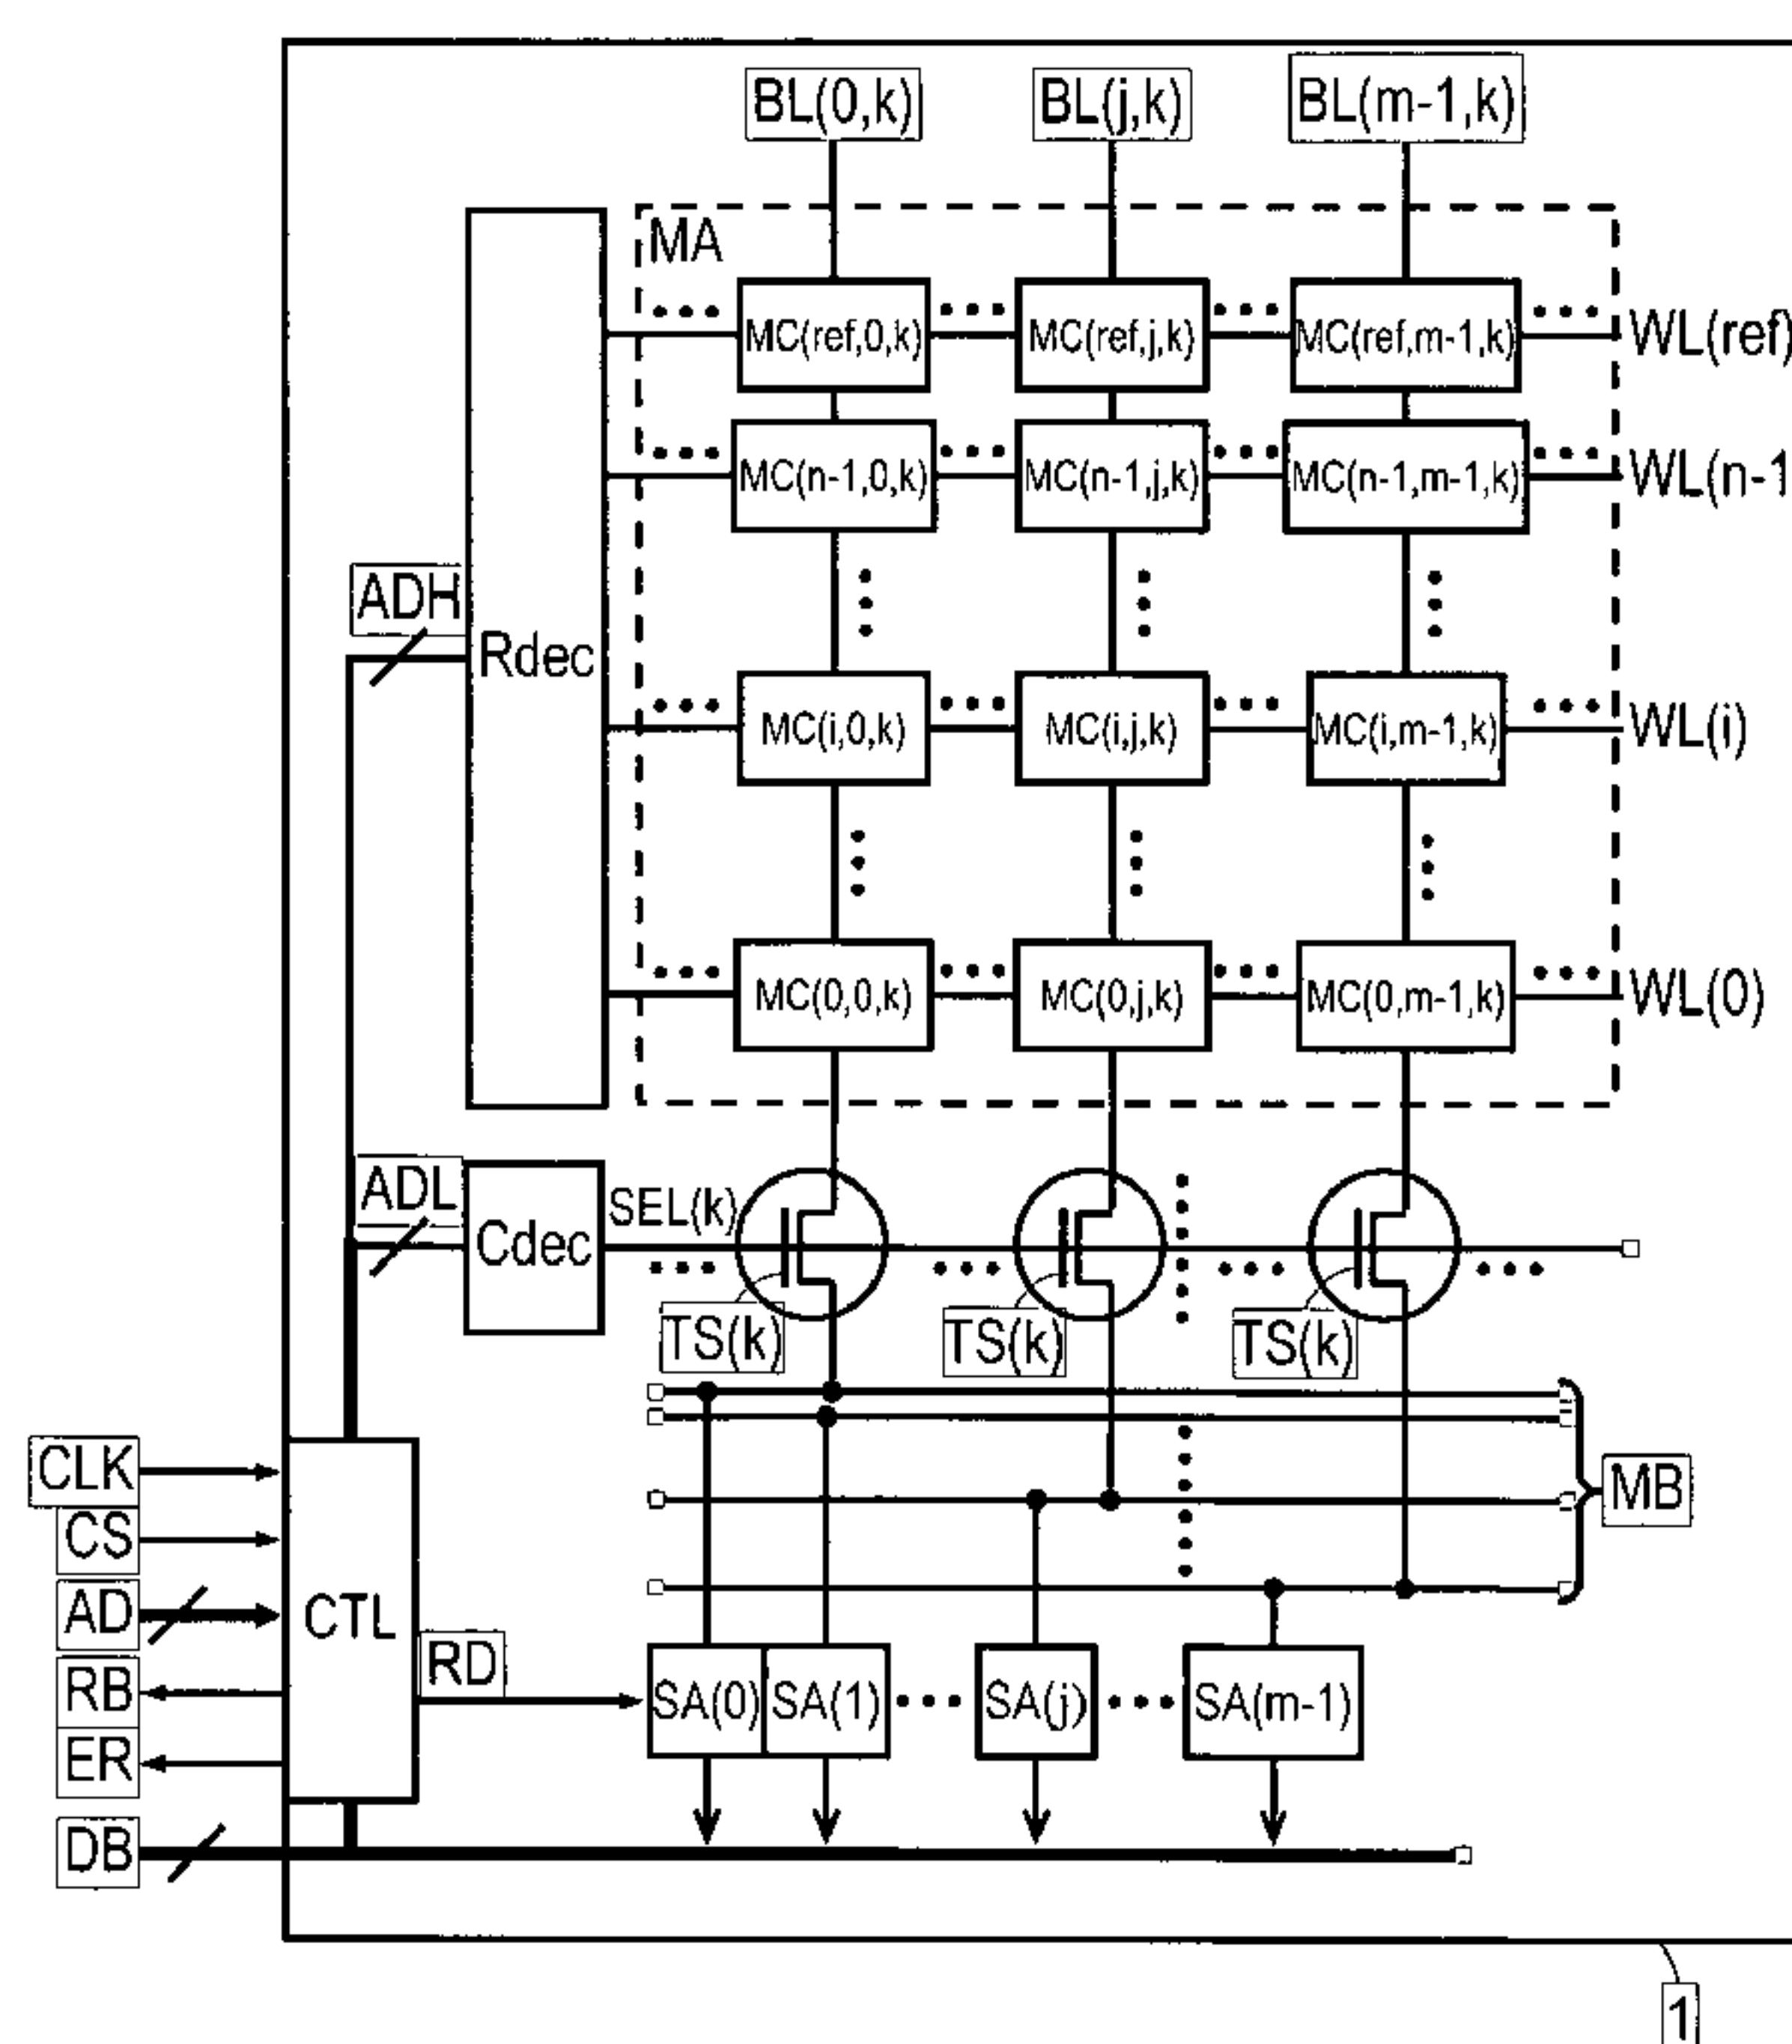 BL(0,k) BL(j,k) BL(m-1,k)
MA
MC(ref,0,k) MC(ref,j,k) MC(ref,m-1,k) WL(ref)
MC(n-1,0,k) MC(n-1,j,k) MC(n-1,m-1,k) WL(n-1
ADH
Rdec
MC(i,0,k) MC(i,j,k) MC(i,m-1,k) WL(i)
MC(0,0,k) MC(0,j,k) MC(0,m-1,k) WL(0)
ADL
Cdec
SEL(k)
TS(k) TS(k) TS(k)
CLK
MB
CS
AD
CTL
RD
RB
SA(0) SA(1) SA(j) SA(m-1)
ER
DB
1